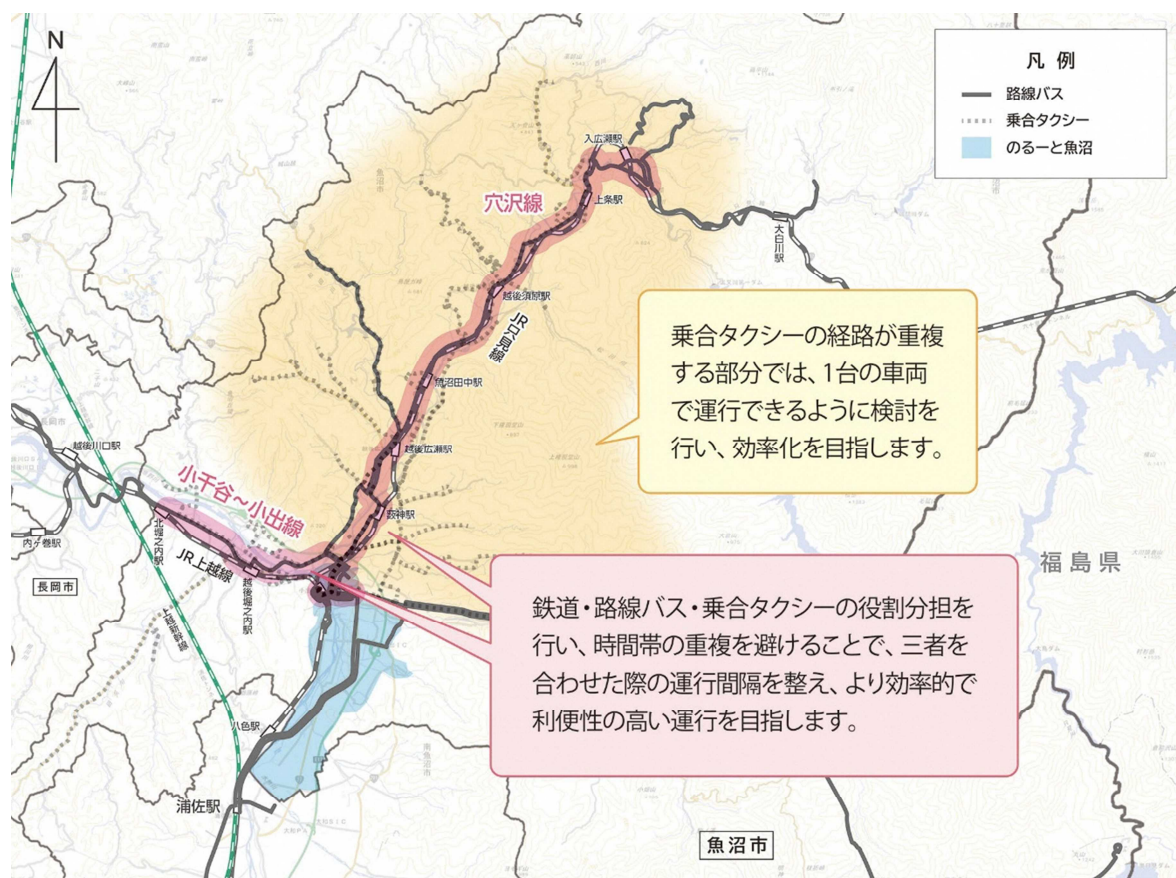 N
凡 例
路線バス
乗合タクシー
のるーと魚沼
入広瀬駅
穴沢線
上条駅
大白川駅
越後須原駅
JR只見線
魚沼田中駅
乗合タクシーの経路が重複
する部分では、1台の車両
で運行できるように検討を
行い、効率化を目指します。
越後川口駅
越後広瀬駅
小千谷～小出線
藪神駅
北堀之内駅
内ヶ巻駅
JR上越線
越後堀之内駅
長岡市
上越新幹線
福島県
鉄道・路線バス・乗合タクシーの役割分担を
行い、時間帯の重複を避けることで、三者を
合わせた際の運行間隔を整え、より効率的で
利便性の高い運行を目指します。
八色駅
浦佐駅
南魚沼市
魚沼市